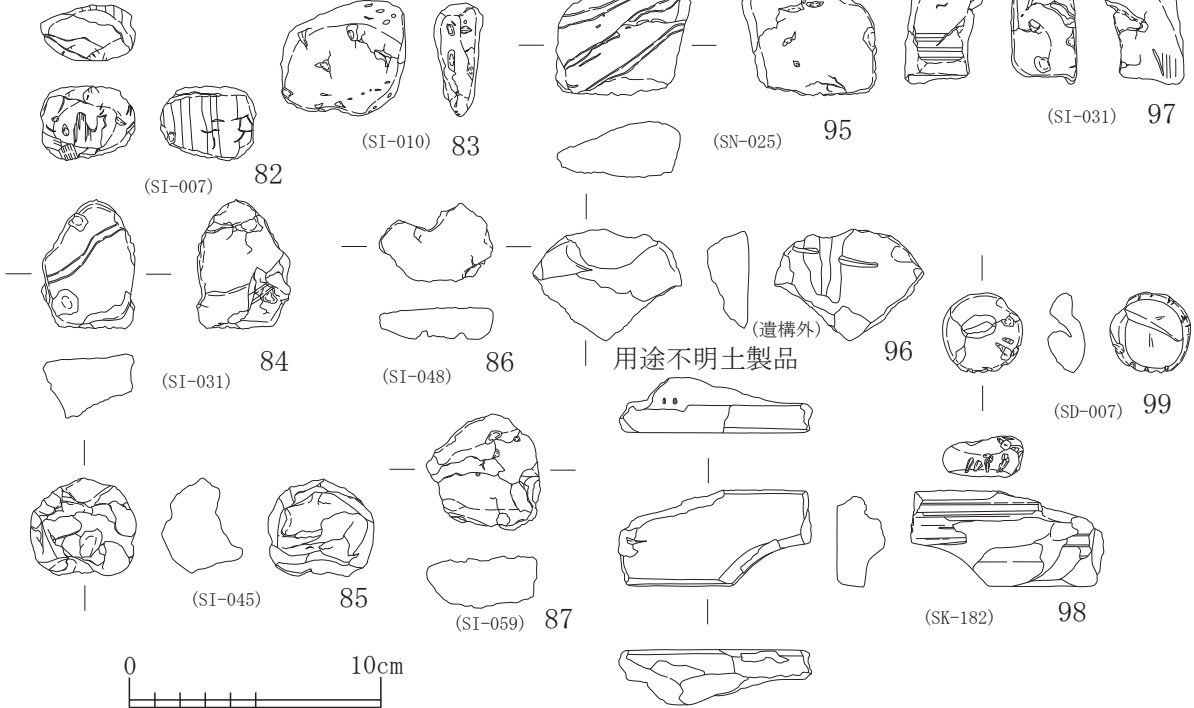 (SI-007) 82
(SI-010) 83
(SN-025) 95
(SI-031) 97
(SI-031) 84
(SI-048) 86
(遺構外) 96
用途不明土製品
(SD-007) 99
(SI-045) 85
(SI-059) 87
(SK-182) 98
0 10cm